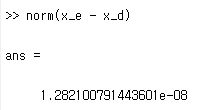 >> norm(x_e - x_d)
ans =
1.282100791443601e-08